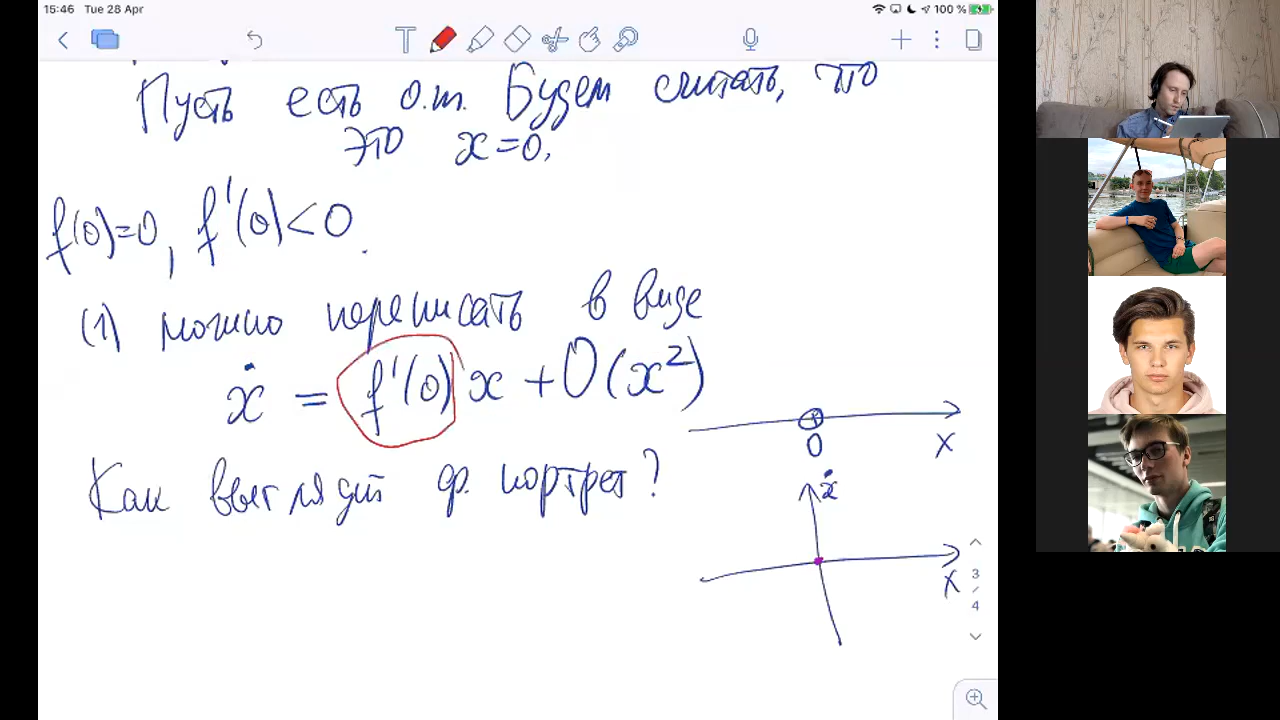 15:46 Tue 28 Apr 100 %
Пусть есть о.т. Будем считать, что
это x=0.
f(0)=0, f'(0)<0.
(1) можно переписать в виде
ẋ = f'(0)x + O(x²)
0
x
Как выглядит ф. портрет?
ẋ
x
3
/
4